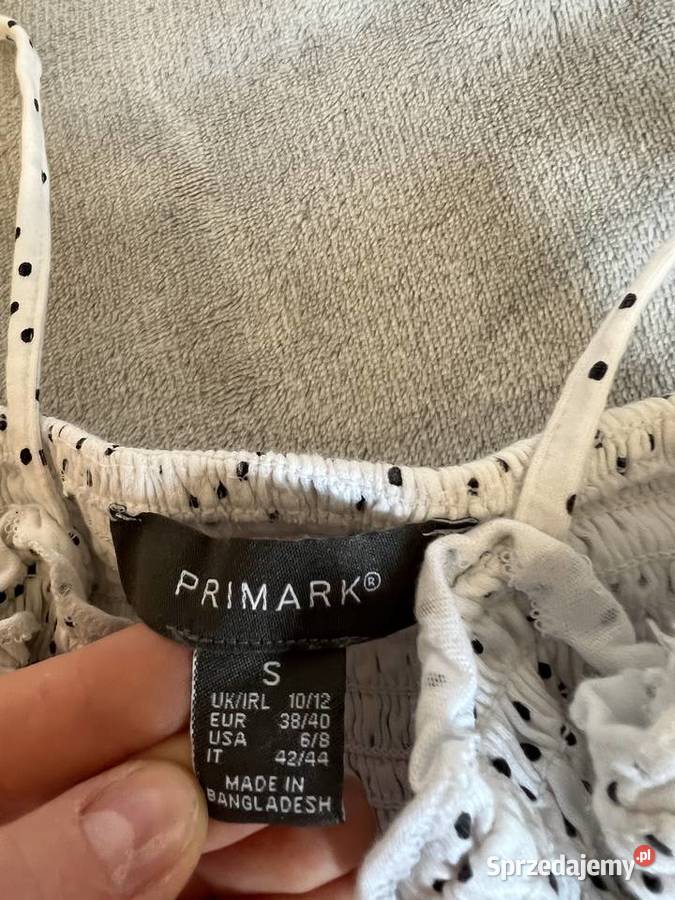 PRIMARK®
S
UK/IRL 10/12
EUR 38/40
USA 6/8
IT 42/44
MADE IN
BANGLADESH
Sprzedajemy.pl